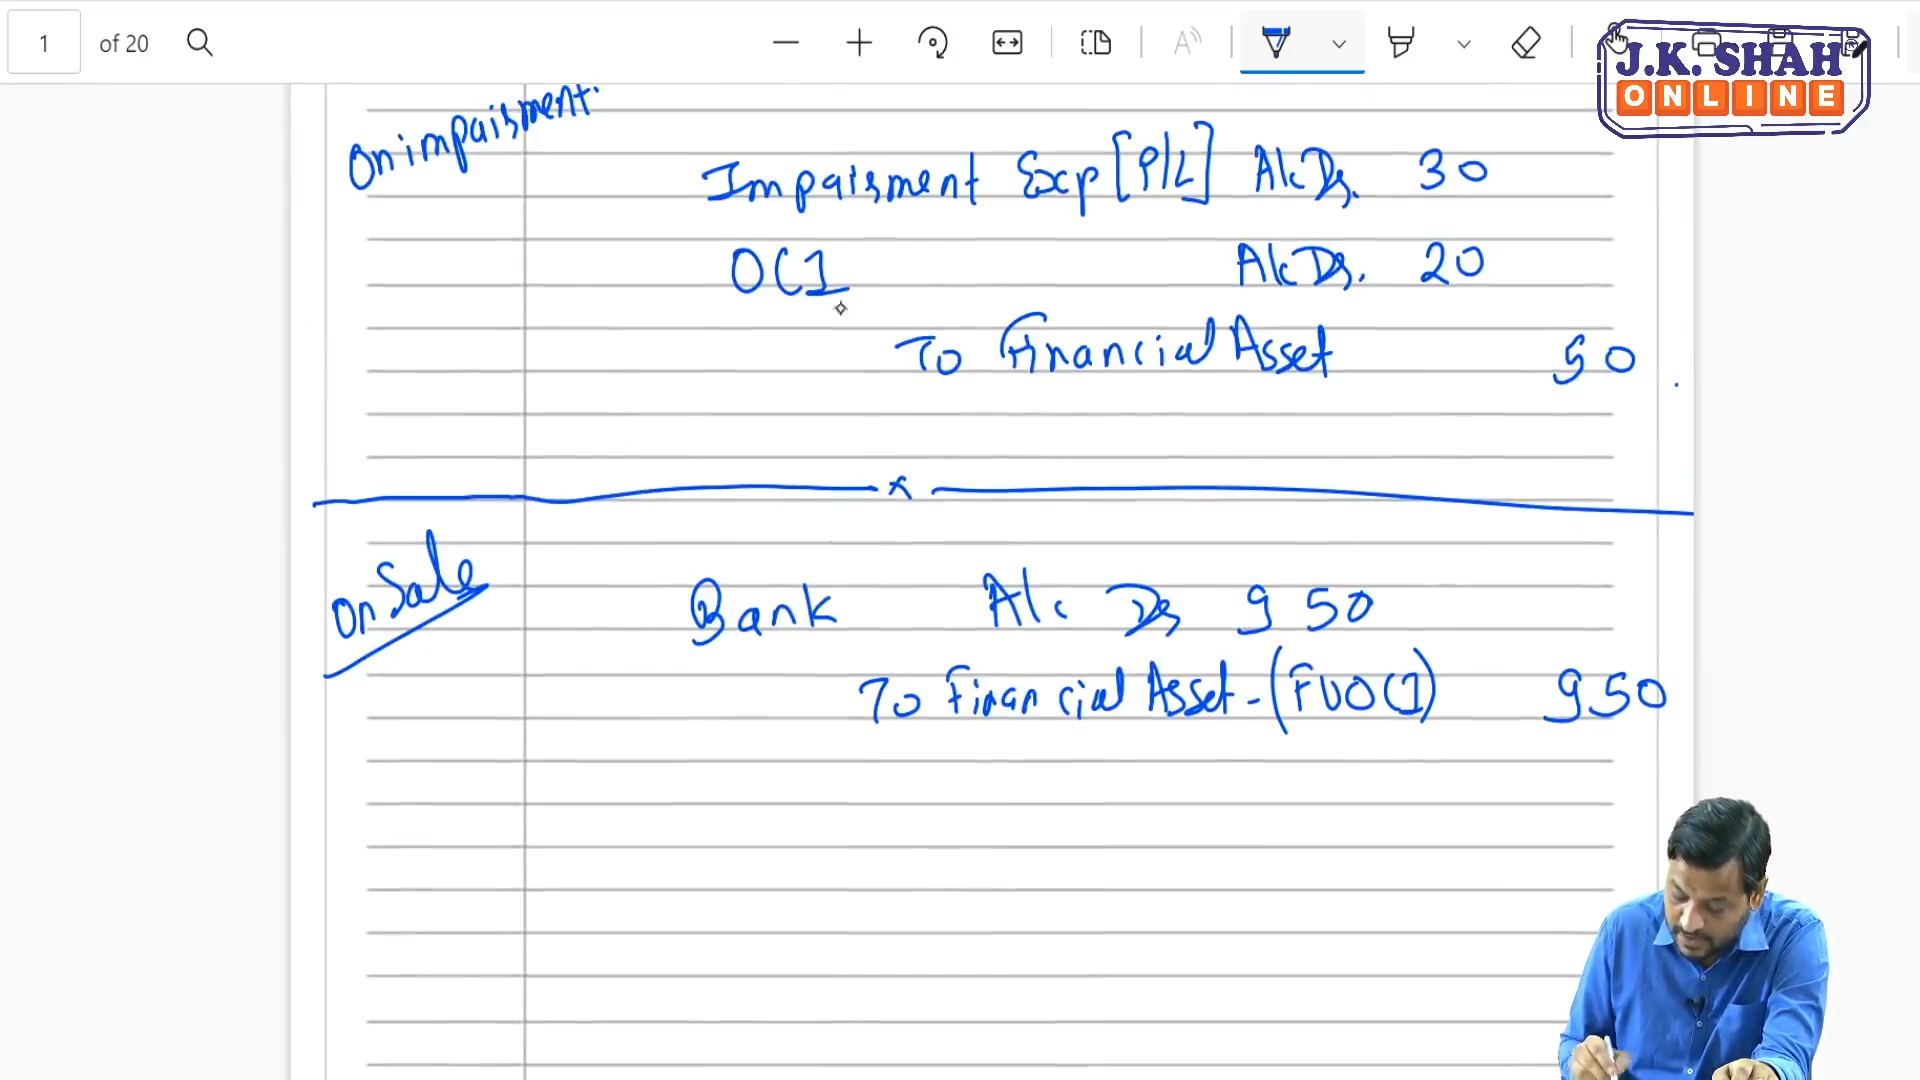 1 of 20
J.K. SHAH
ONLINE
On impairment.
Impairment Exp [P/L] A/c Dr. 30
OCI A/c Dr. 20
To Financial Asset 50
x
On Sale
Bank A/c Dr 950
To Financial Asset - (FVOCI) 950